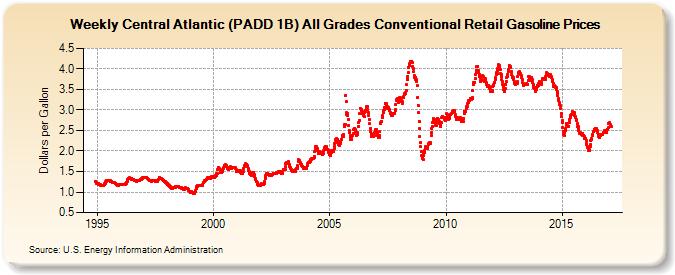 Weekly Central Atlantic (PADD 1B) All Grades Conventional Retail Gasoline Prices
Dollars per Gallon
4.5
4.0
3.5
3.0
2.5
2.0
1.5
1.0
0.5
1995 2000 2005 2010 2015
Source: U.S. Energy Information Administration